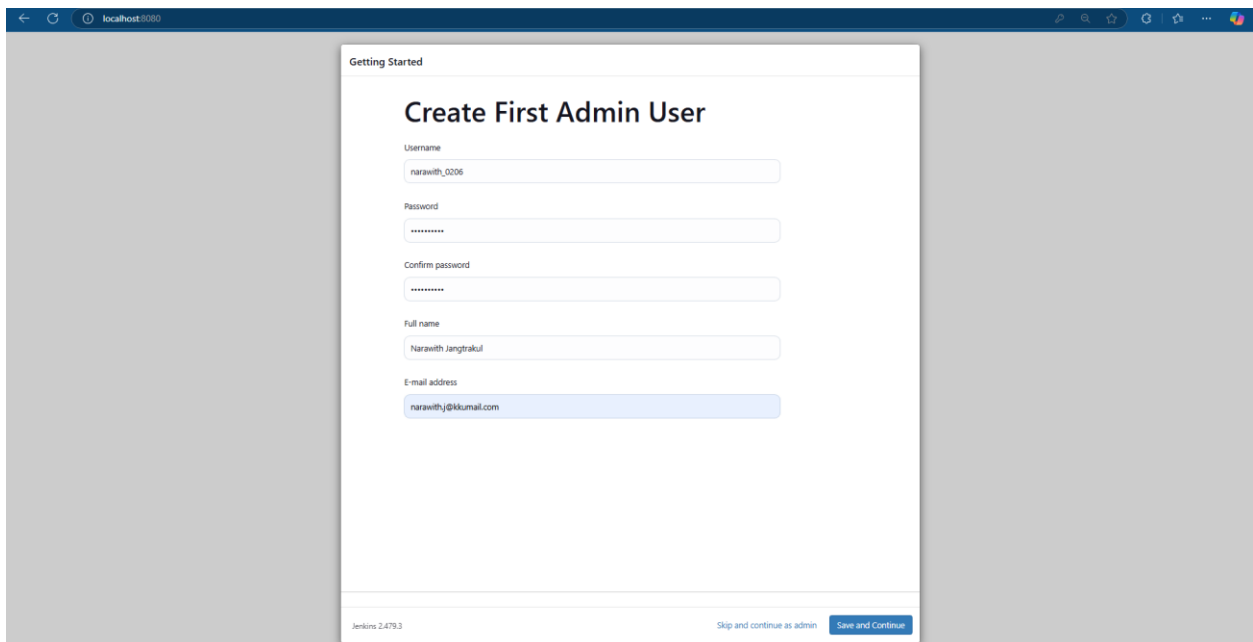 localhost:8080
Getting Started
Create First Admin User
Username
narawith_0206
Password
••••••••••
Confirm password
••••••••••
Full name
Narawith Jangtrakul
E-mail address
narawith.j@kkumail.com
Jenkins 2.479.3
Skip and continue as admin
Save and Continue